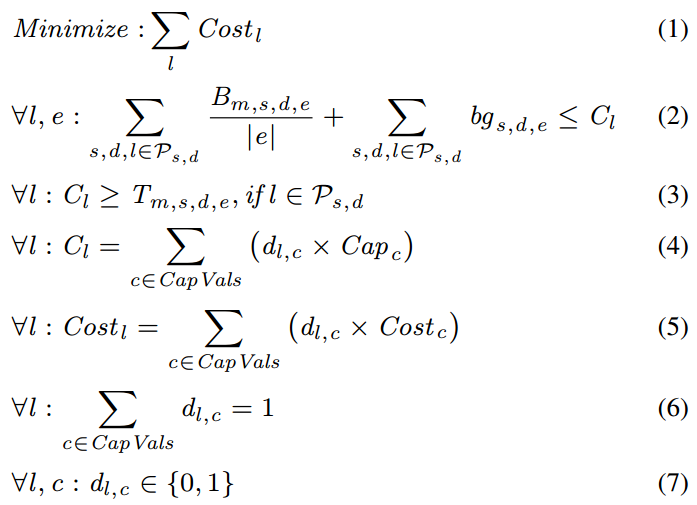 Minimize : ∑_l Cost_l (1)
∀l, e : ∑_{s,d,l∈𝒫_{s,d}} B_{m,s,d,e} / |e| + ∑_{s,d,l∈𝒫_{s,d}} bg_{s,d,e} ≤ C_l (2)
∀l : C_l ≥ T_{m,s,d,e}, if l ∈ 𝒫_{s,d} (3)
∀l : C_l = ∑_{c∈CapVals} (d_{l,c} × Cap_c) (4)
∀l : Cost_l = ∑_{c∈CapVals} (d_{l,c} × Cost_c) (5)
∀l : ∑_{c∈CapVals} d_{l,c} = 1 (6)
∀l, c : d_{l,c} ∈ {0, 1} (7)